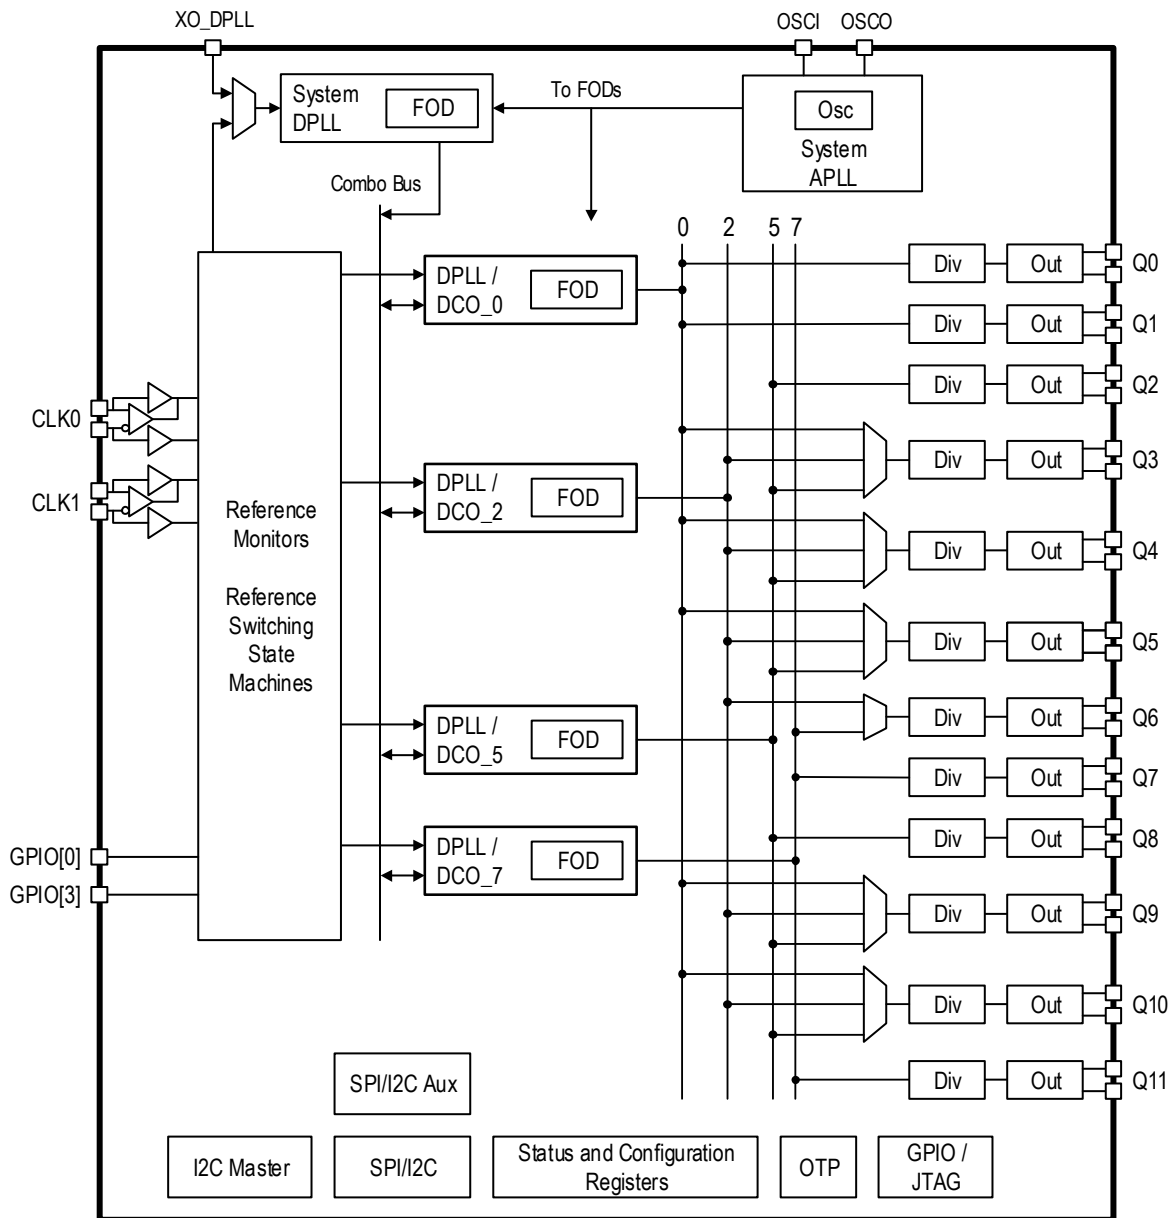 XO_DPLL
OSCI
OSCO
System
DPLL
FOD
To FODs
Osc
System
APLL
Combo Bus
0
2
5
7
DPLL /
DCO_0
FOD
Div
Out
Q0
Div
Out
Q1
Div
Out
Q2
CLK0
Div
Out
Q3
CLK1
DPLL /
DCO_2
FOD
Reference
Monitors
Div
Out
Q4
Reference
Switching
State
Machines
Div
Out
Q5
Div
Out
Q6
DPLL /
DCO_5
FOD
Div
Out
Q7
Div
Out
Q8
GPIO[0]
GPIO[3]
DPLL /
DCO_7
FOD
Div
Out
Q9
Div
Out
Q10
Div
Out
Q11
SPI/I2C Aux
I2C Master
SPI/I2C
Status and Configuration
Registers
OTP
GPIO /
JTAG